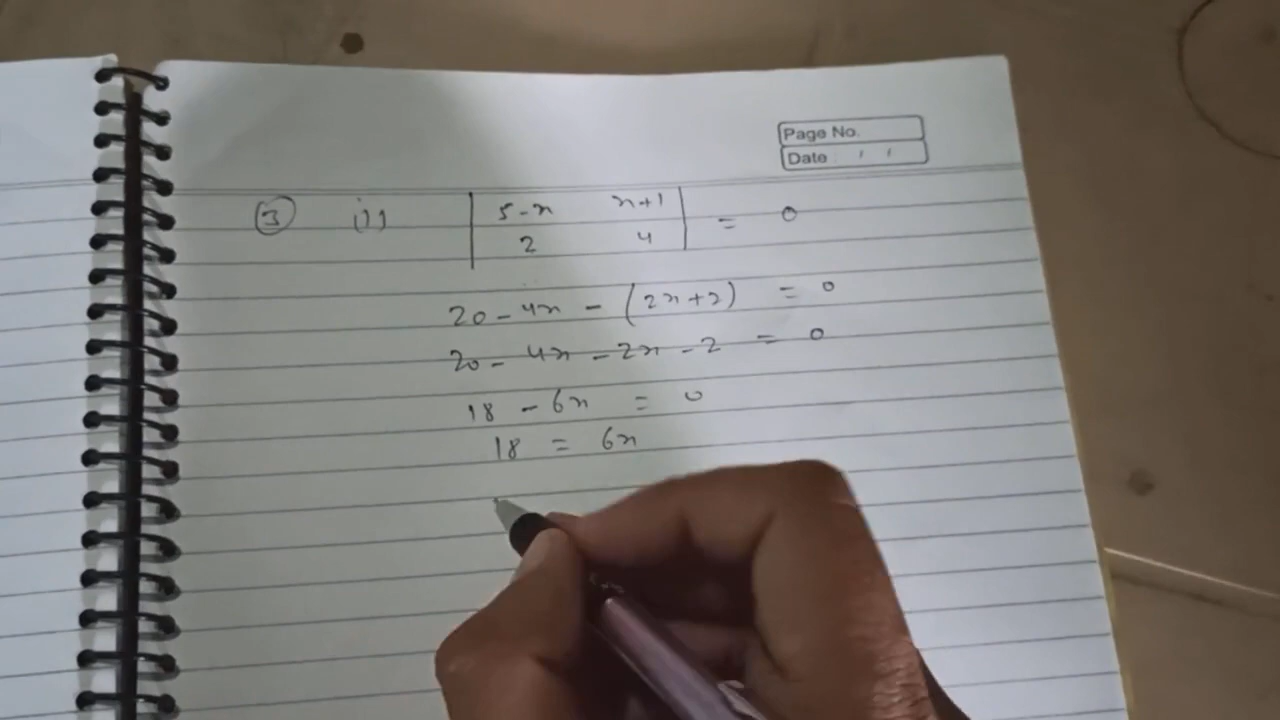 Page No.
Date : / /
③ i) | 5-x x+1 | = 0
| 2 4 |
20 - 4x - (2x+2) = 0
20 - 4x - 2x - 2 = 0
18 - 6x = 0
18 = 6x